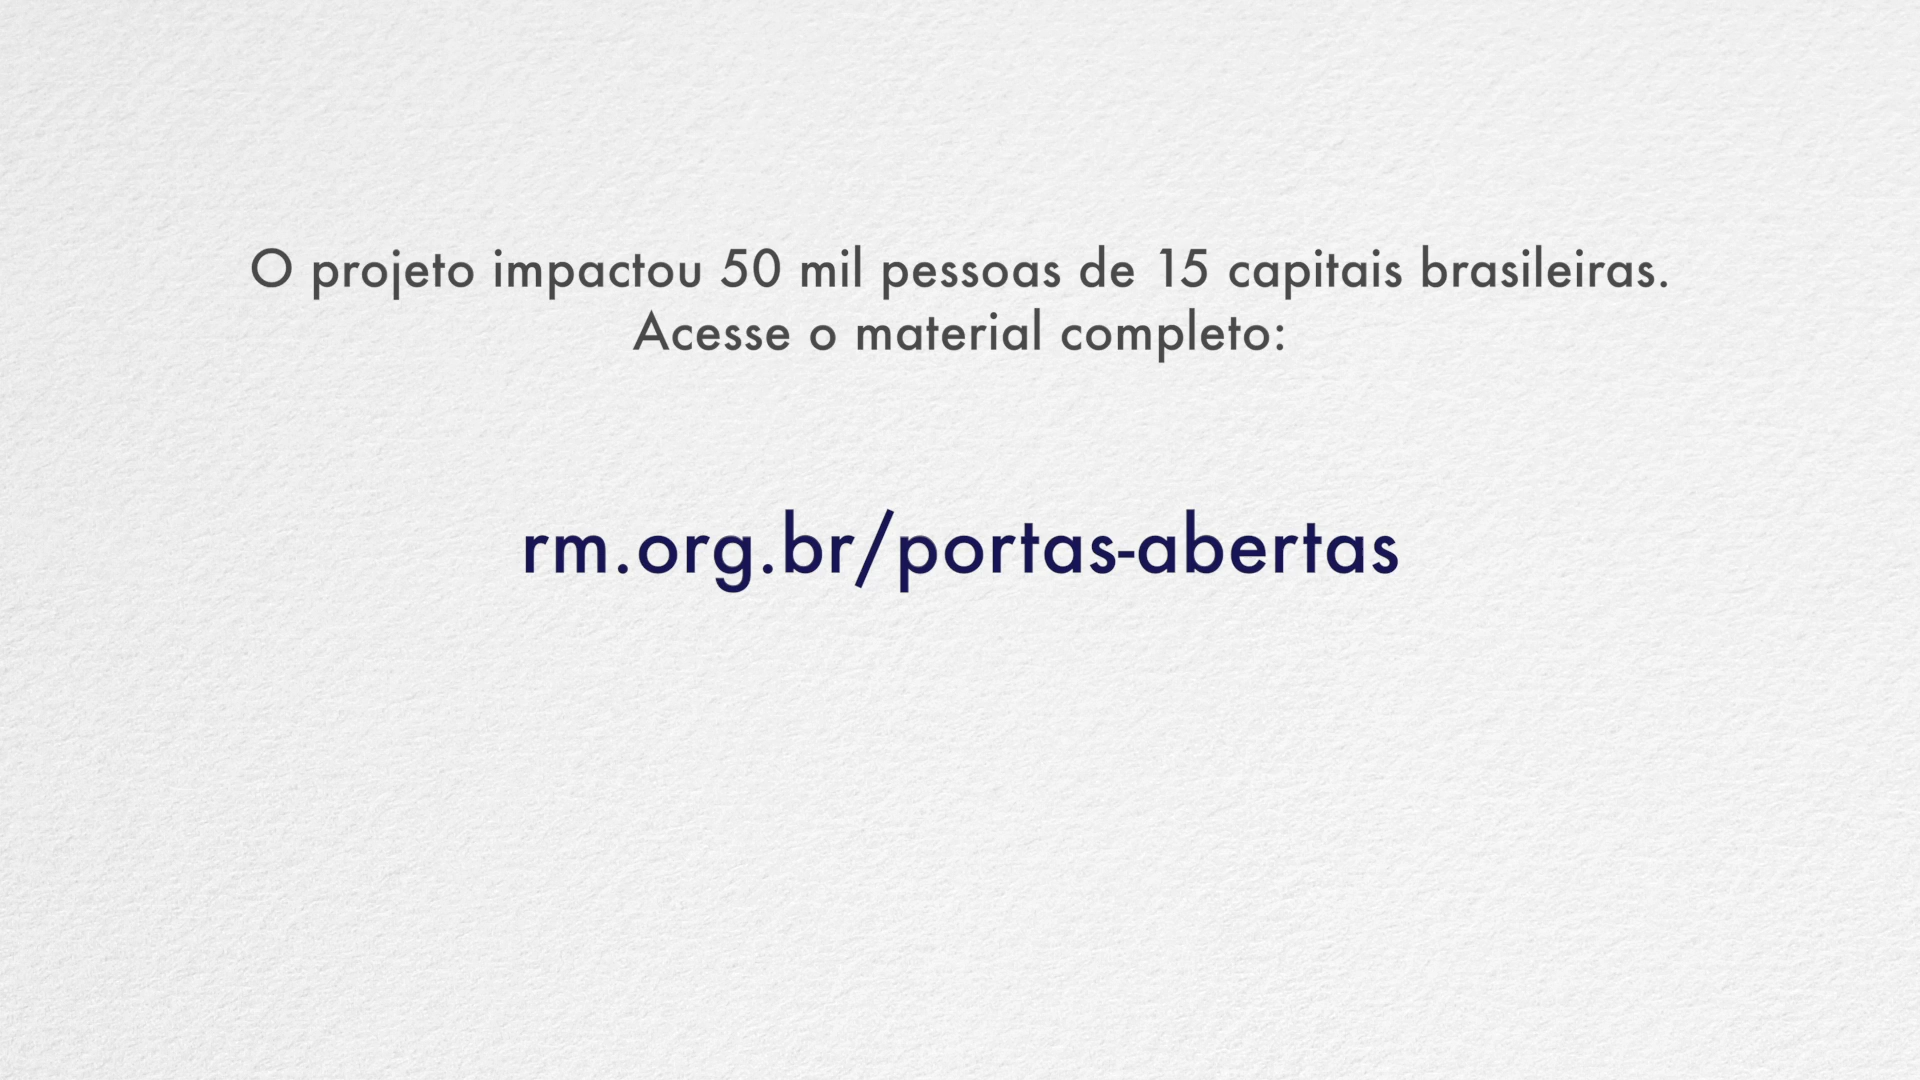 O projeto impactou 50 mil pessoas de 15 capitais brasileiras.
Acesse o material completo:
rm.org.br/portas-abertas